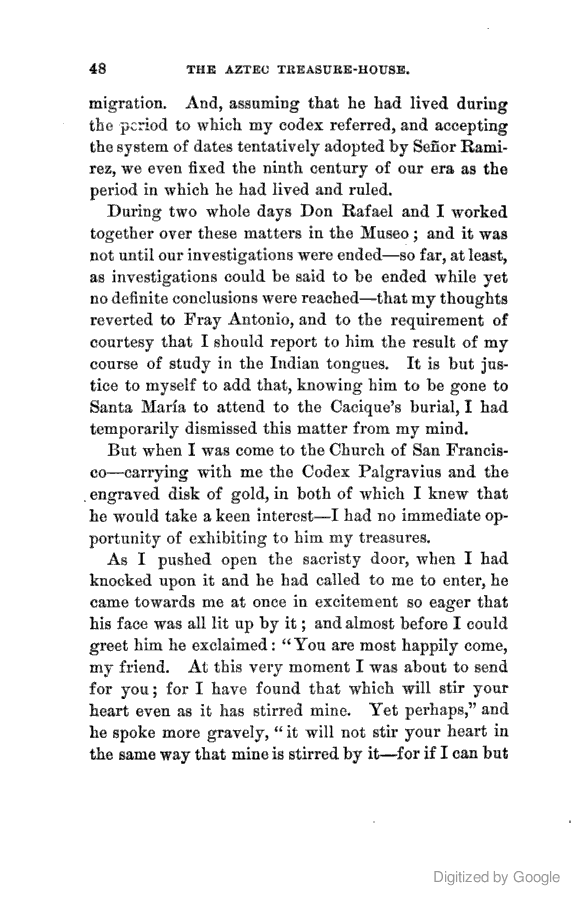 48 THE AZTEC TREASURE-HOUSE.
migration. And, assuming that he had lived during
the period to which my codex referred, and accepting
the system of dates tentatively adopted by Señor Rami-
rez, we even fixed the ninth century of our era as the
period in which he had lived and ruled.
During two whole days Don Rafael and I worked
together over these matters in the Museo; and it was
not until our investigations were ended—so far, at least,
as investigations could be said to be ended while yet
no definite conclusions were reached—that my thoughts
reverted to Fray Antonio, and to the requirement of
courtesy that I should report to him the result of my
course of study in the Indian tongues. It is but jus-
tice to myself to add that, knowing him to be gone to
Santa María to attend to the Cacique's burial, I had
temporarily dismissed this matter from my mind.
But when I was come to the Church of San Francis-
co—carrying with me the Codex Palgravius and the
engraved disk of gold, in both of which I knew that
he would take a keen interest—I had no immediate op-
portunity of exhibiting to him my treasures.
As I pushed open the sacristy door, when I had
knocked upon it and he had called to me to enter, he
came towards me at once in excitement so eager that
his face was all lit up by it; and almost before I could
greet him he exclaimed: "You are most happily come,
my friend. At this very moment I was about to send
for you; for I have found that which will stir your
heart even as it has stirred mine. Yet perhaps," and
he spoke more gravely, "it will not stir your heart in
the same way that mine is stirred by it—for if I can but
Digitized by Google